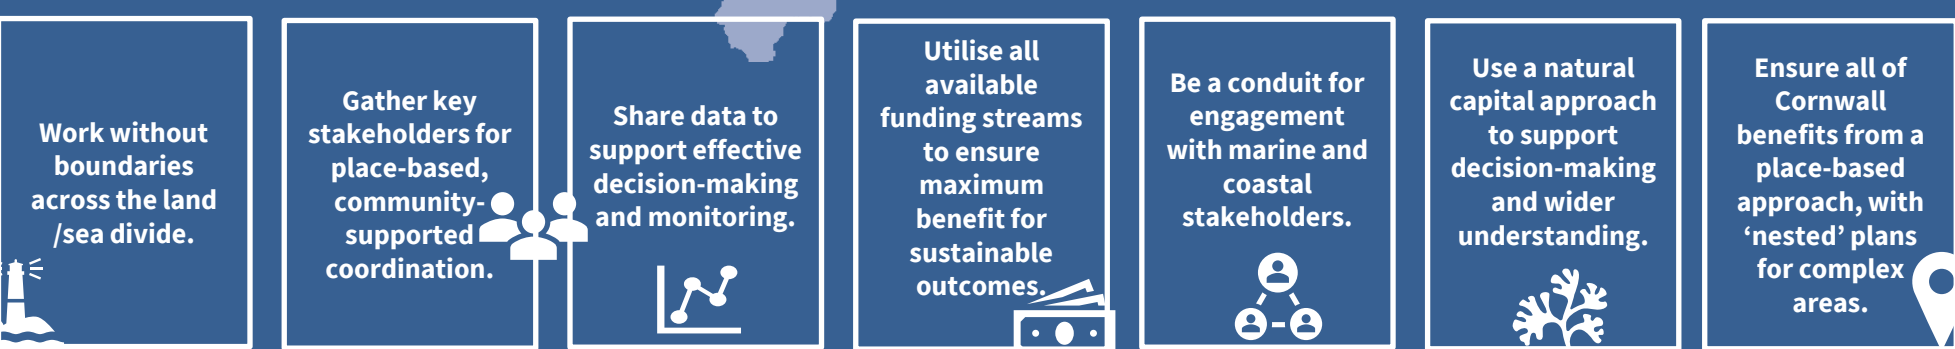 Work without
boundaries
across the land
/sea divide.
Gather key
stakeholders for
place-based,
community-
supported
coordination.
Share data to
support effective
decision-making
and monitoring.
Utilise all
available
funding streams
to ensure
maximum
benefit for
sustainable
outcomes.
Be a conduit for
engagement
with marine and
coastal
stakeholders.
Use a natural
capital approach
to support
decision-making
and wider
understanding.
Ensure all of
Cornwall
benefits from a
place-based
approach, with
‘nested’ plans
for complex
areas.